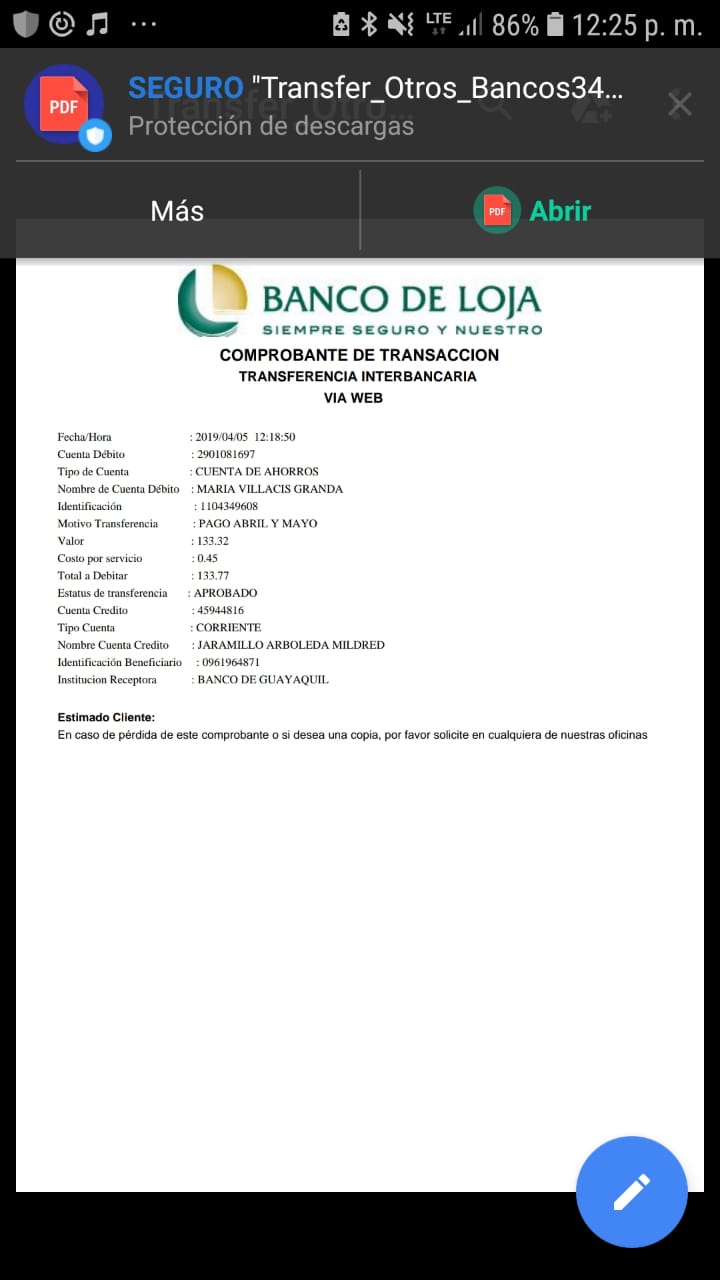 LTE 86% 12:25 p. m.
SEGURO "Transfer_Otros_Bancos34...
Transfer_Otro...
Protección de descargas
PDF
Más
PDF Abrir
BANCO DE LOJA
SIEMPRE SEGURO Y NUESTRO
COMPROBANTE DE TRANSACCION
TRANSFERENCIA INTERBANCARIA
VIA WEB
Fecha/Hora : 2019/04/05 12:18:50
Cuenta Débito : 2901081697
Tipo de Cuenta : CUENTA DE AHORROS
Nombre de Cuenta Débito : MARIA VILLACIS GRANDA
Identificación : 1104349608
Motivo Transferencia : PAGO ABRIL Y MAYO
Valor : 133.32
Costo por servicio : 0.45
Total a Debitar : 133.77
Estatus de transferencia : APROBADO
Cuenta Credito : 45944816
Tipo Cuenta : CORRIENTE
Nombre Cuenta Credito : JARAMILLO ARBOLEDA MILDRED
Identificación Beneficiario : 0961964871
Institucion Receptora : BANCO DE GUAYAQUIL
Estimado Cliente:
En caso de pérdida de este comprobante o si desea una copia, por favor solicite en cualquiera de nuestras oficinas